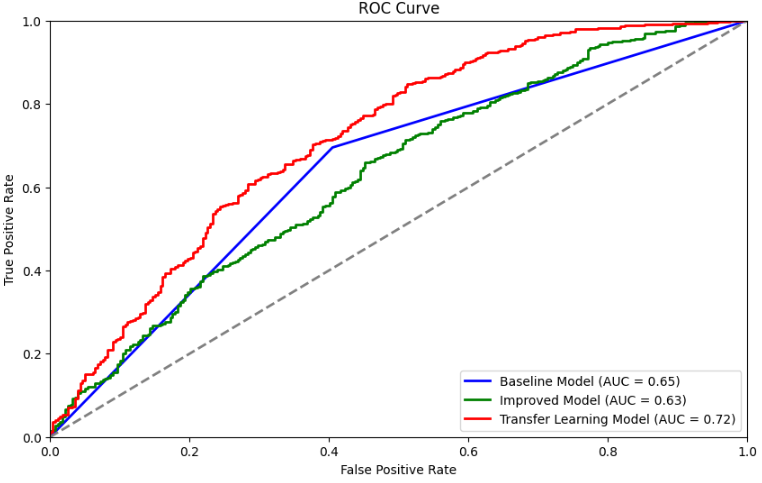 ROC Curve
True Positive Rate
1.0
0.8
0.6
0.4
0.2
0.0
Baseline Model (AUC = 0.65)
Improved Model (AUC = 0.63)
Transfer Learning Model (AUC = 0.72)
0.0 0.2 0.4 0.6 0.8 1.0
False Positive Rate